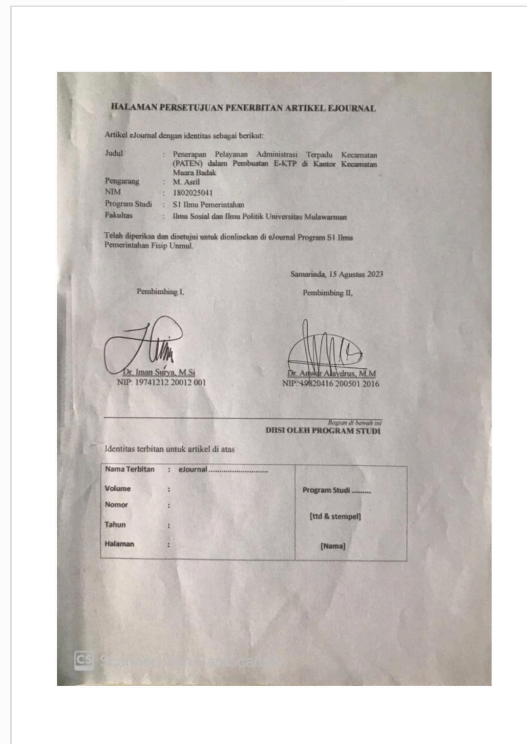 HALAMAN PERSETUJUAN PENERBITAN ARTIKEL EJOURNAL
Artikel eJournal dengan identitas sebagai berikut:
Judul : Penerapan Pelayanan Administrasi Terpadu Kecamatan
(PATEN) dalam Pembuatan E-KTP di Kantor Kecamatan
Muara Badak
Pengarang : M. Asril
NIM : 1802025041
Program Studi : S1 Ilmu Pemerintahan
Fakultas : Ilmu Sosial dan Ilmu Politik Universitas Mulawarman
Telah diperiksa dan disetujui untuk dionlinekan di eJournal Program S1 Ilmu
Pemerintahan Fisip Unmul.
Samarinda, 15 Agustus 2023
Pembimbing I, Pembimbing II,
Dr. Iman Surya, M.Si Dr. Alaydrus, M.M
NIP: 19741212 20012 001 NIP: 19820416 200501 2016
Bagian di bawah ini
DIISI OLEH PROGRAM STUDI
Identitas terbitan untuk artikel di atas
Nama Terbitan : eJournal ..............................
Volume : Program Studi .........
Nomor :
[ttd & stempel]
Tahun :
Halaman : [Nama]
CS